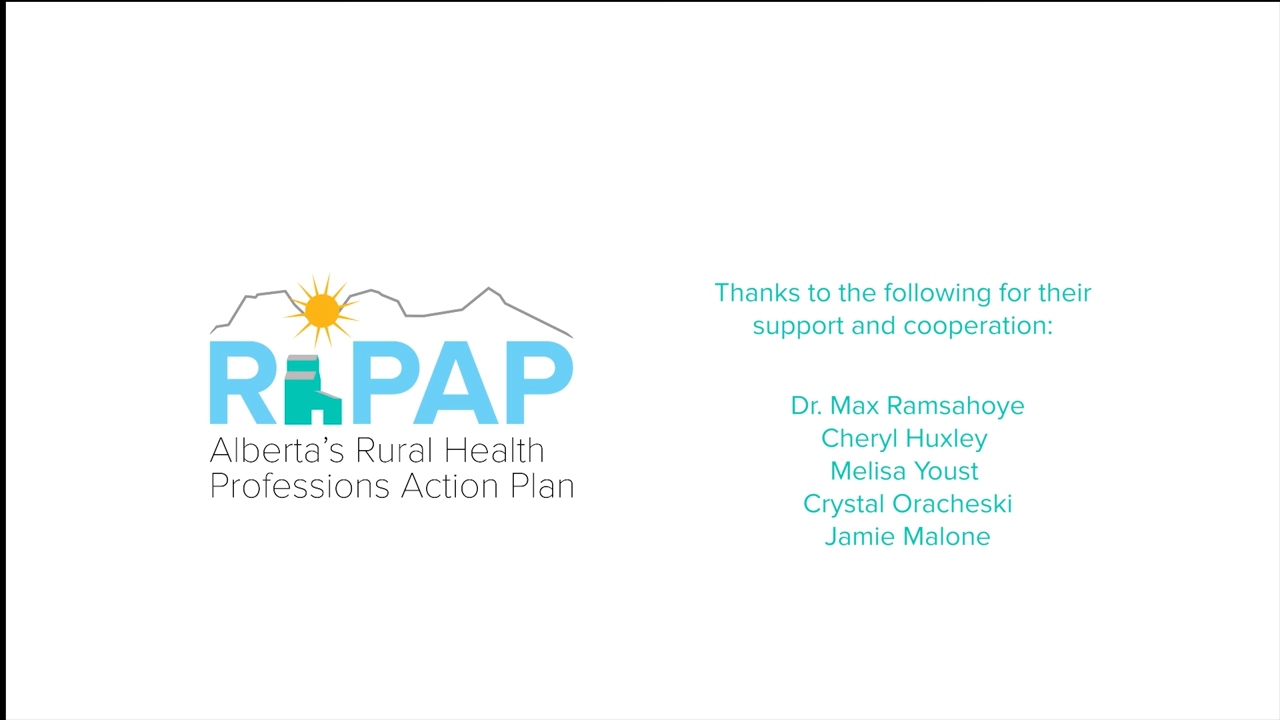 RhPAP
Alberta's Rural Health
Professions Action Plan
Thanks to the following for their
support and cooperation:
Dr. Max Ramsahoye
Cheryl Huxley
Melisa Youst
Crystal Oracheski
Jamie Malone